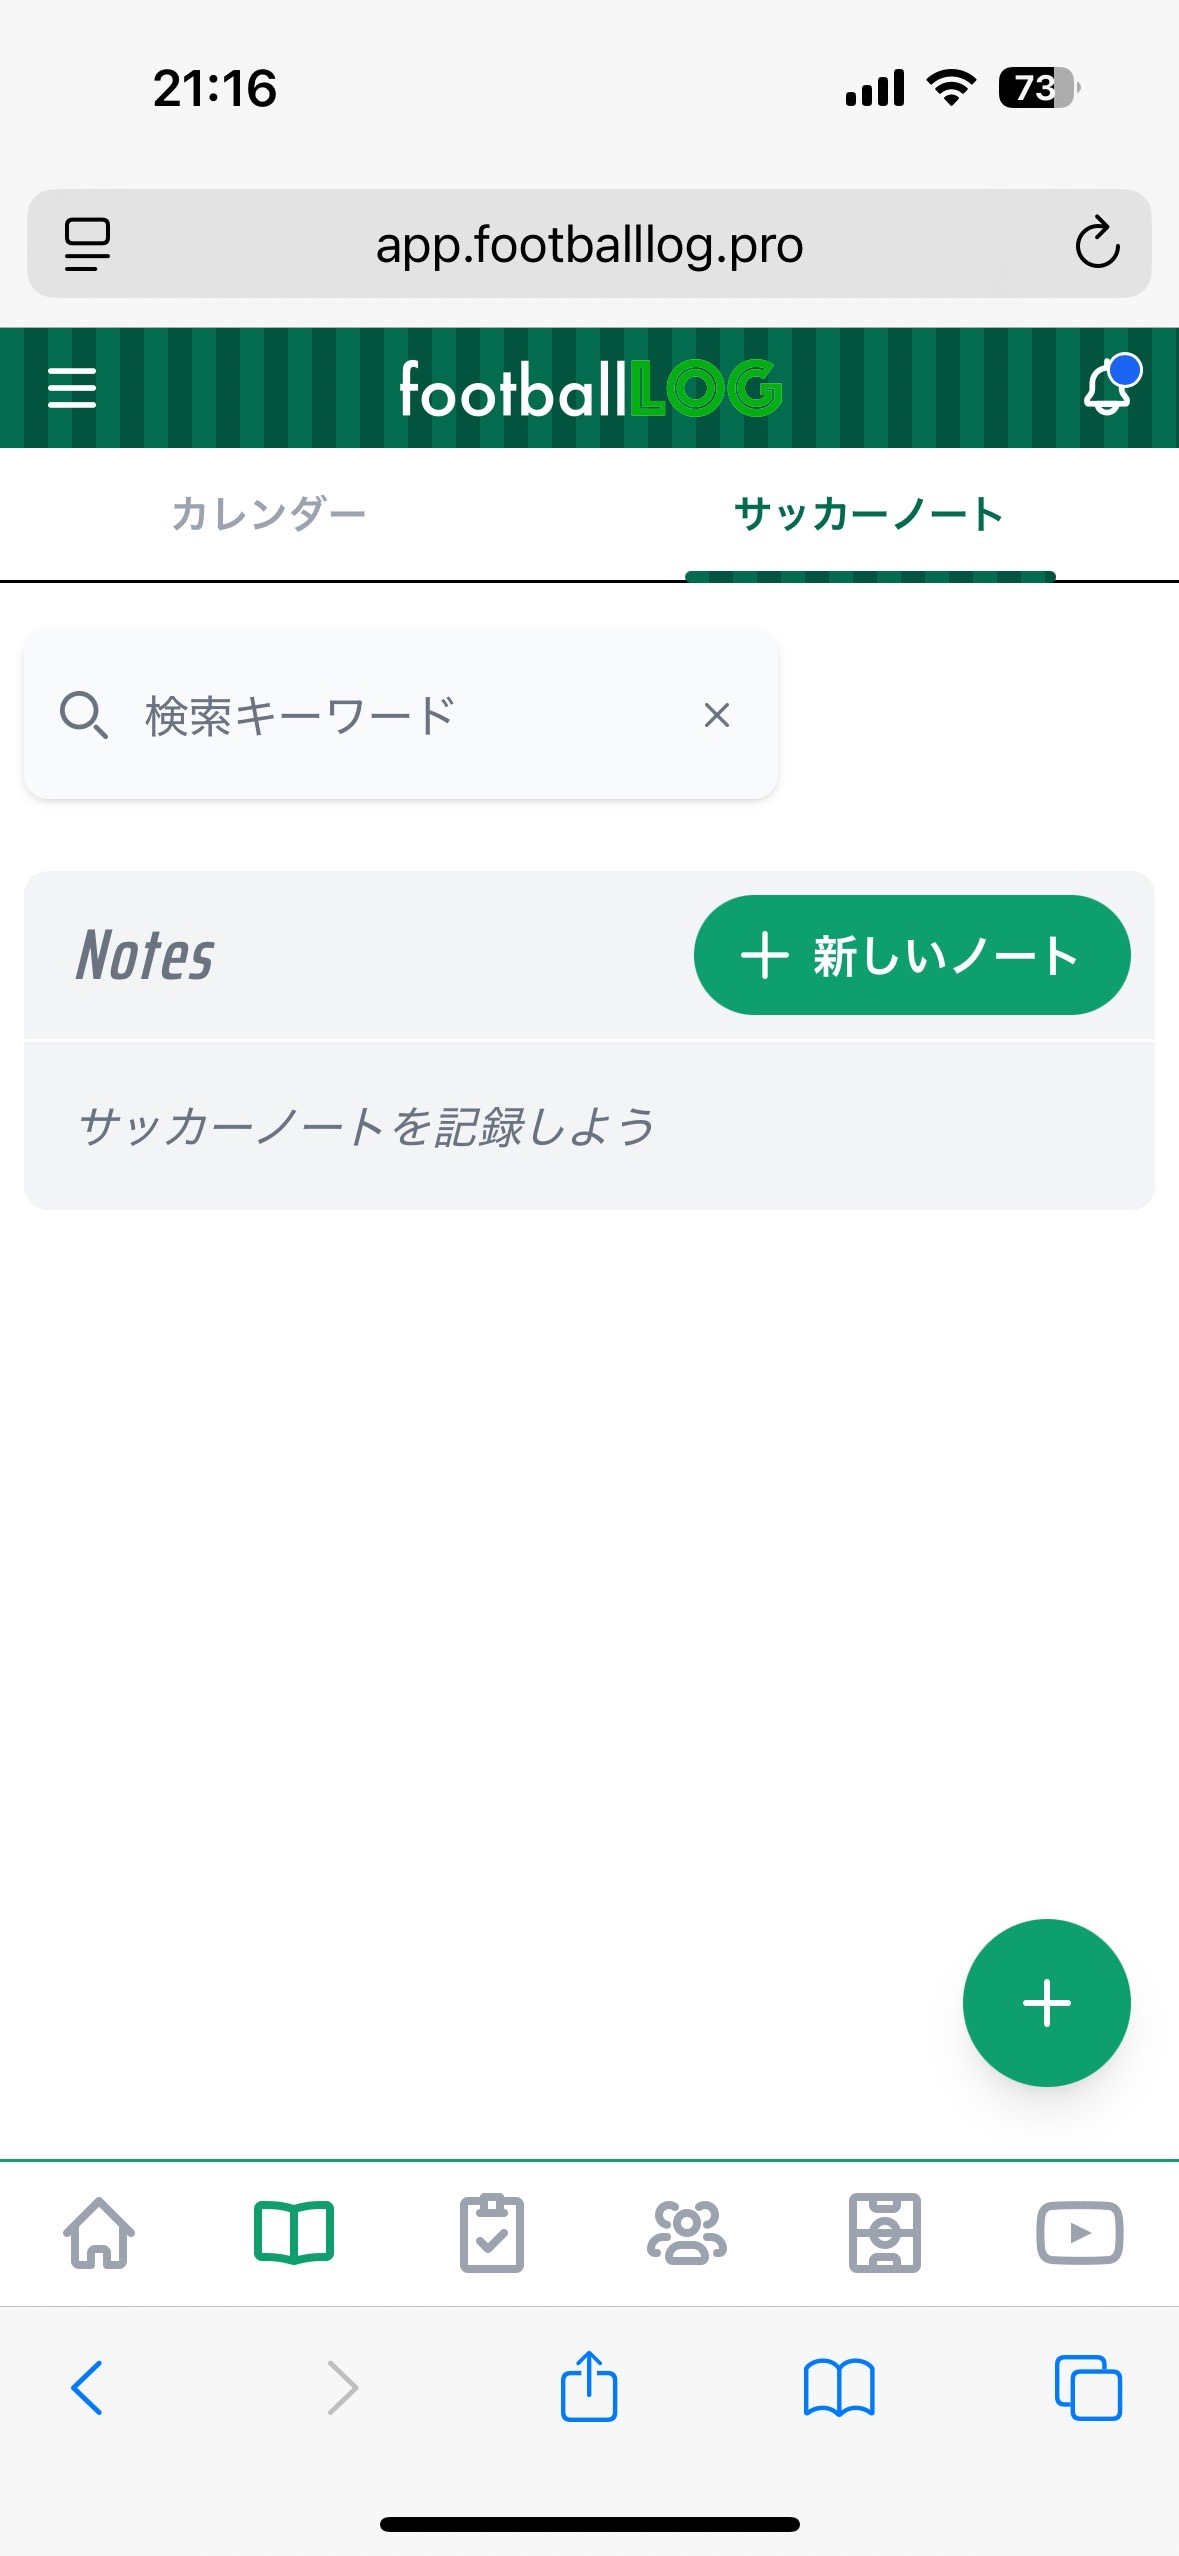 21:16
73
app.footballlog.pro
footballLOG
カレンダー
サッカーノート
検索キーワード
Notes
新しいノート
サッカーノートを記録しよう